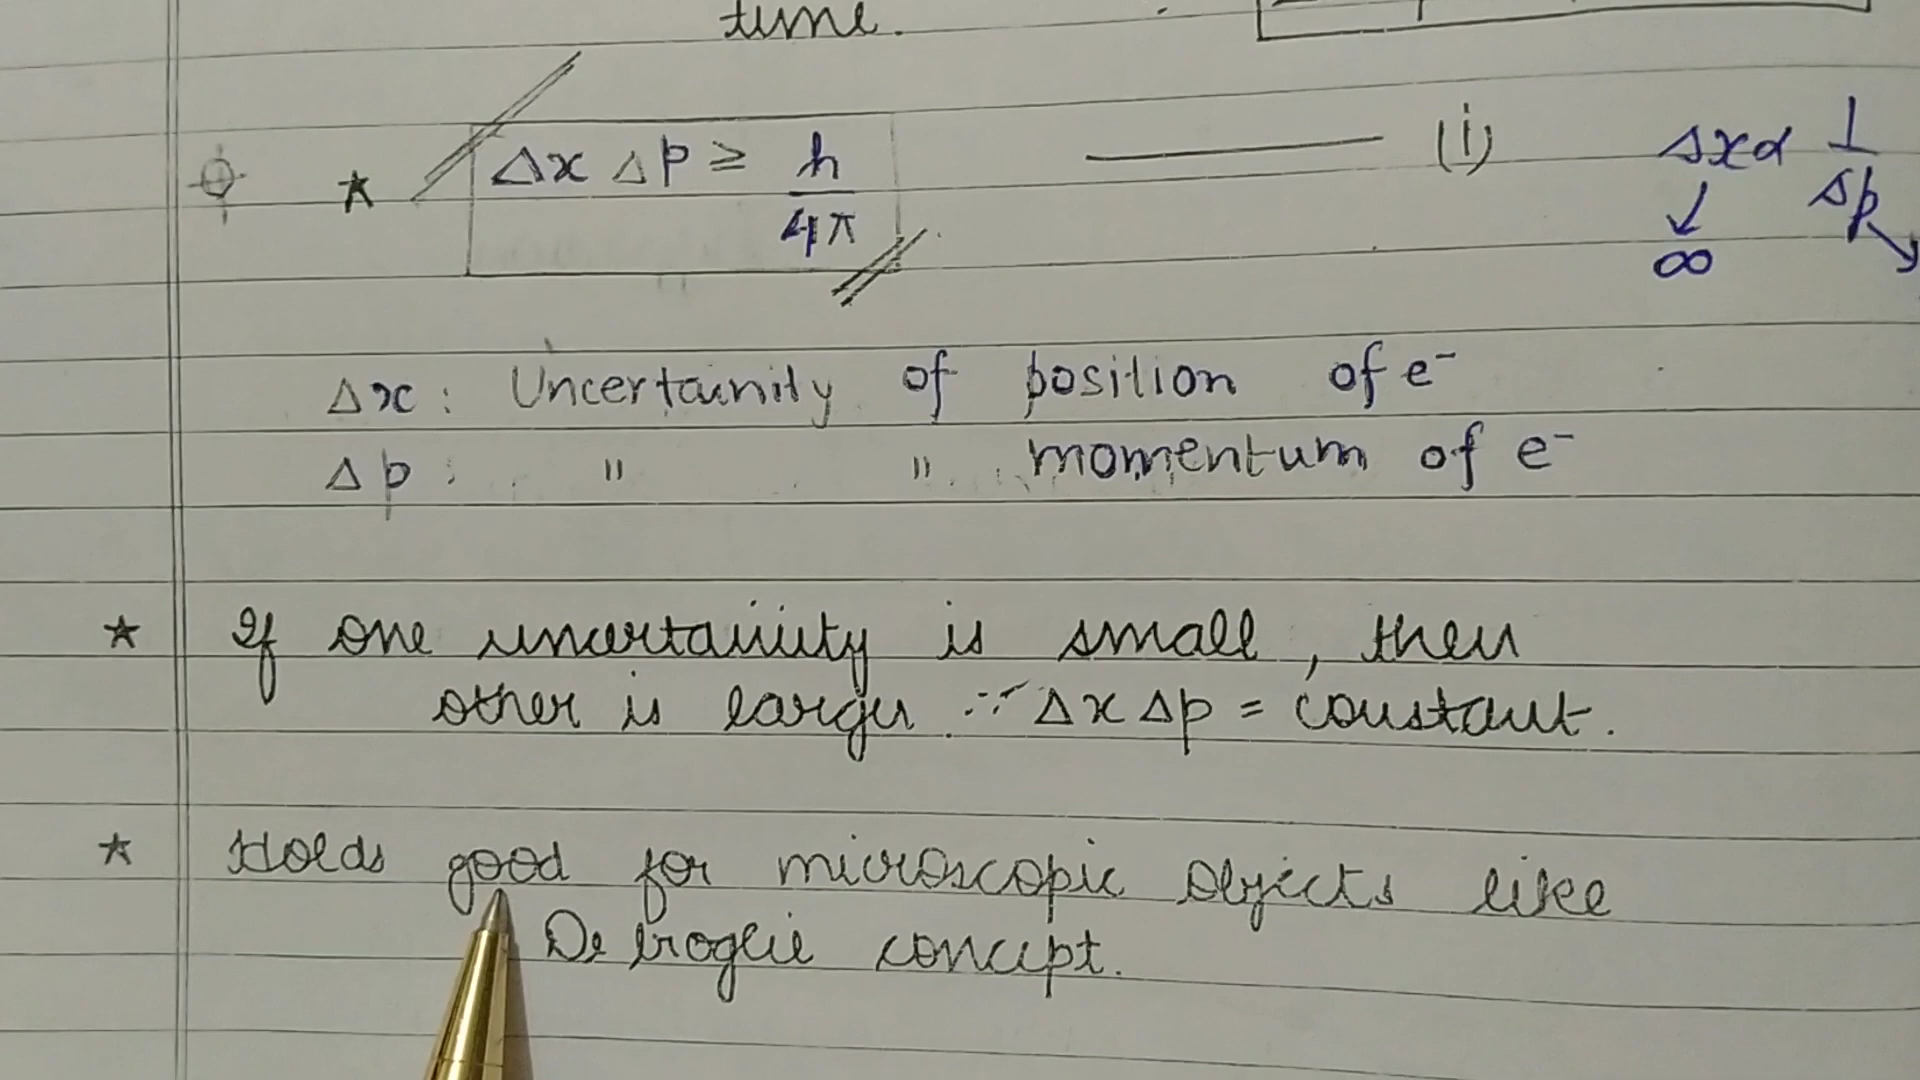 time.
★ Δx Δp ≥ h/4π ——— (i) Δx α 1/Δp
↓ ↘
∞
Δx : Uncertainity of position of e⁻
Δp : " " momentum of e⁻
★ If one uncertainity is small, then
other is larger ∵ Δx Δp = constant.
★ Holds good for microscopic objects like
De broglie concept.